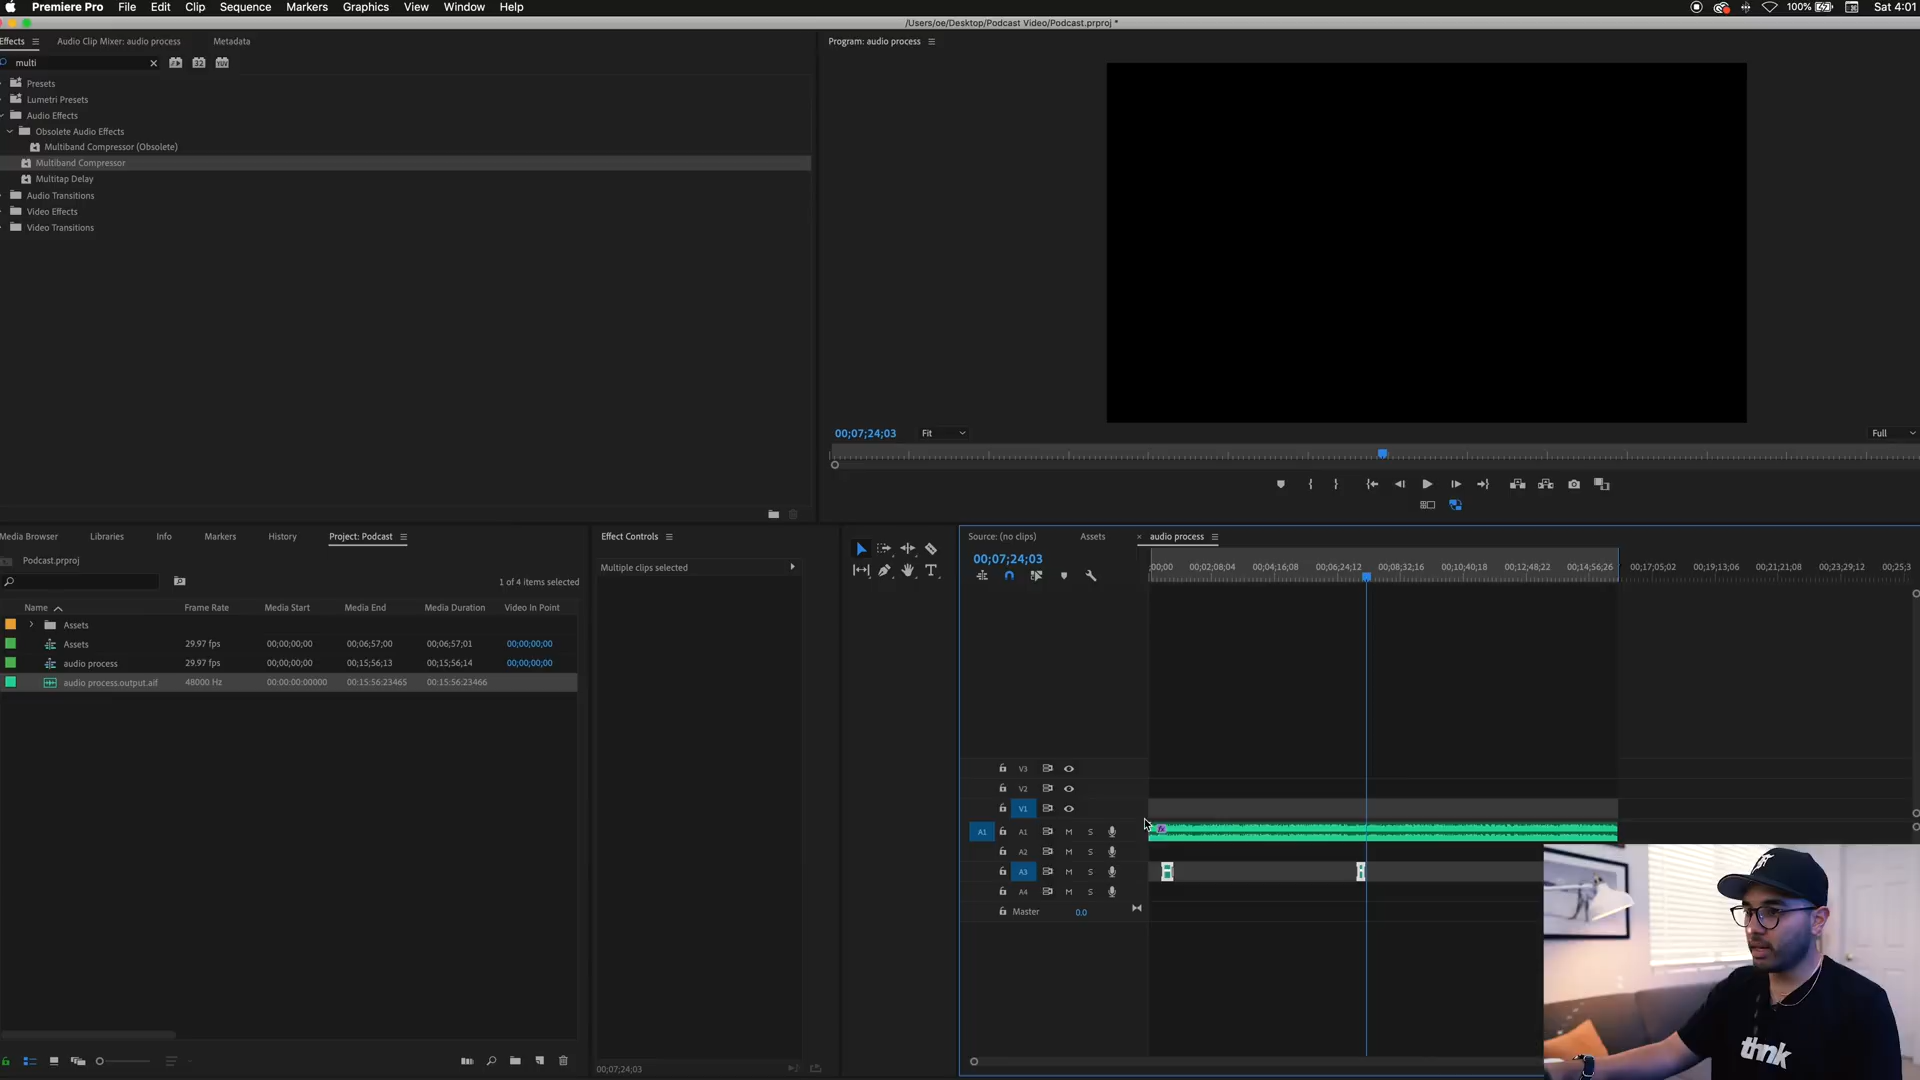 Premiere Pro File Edit Clip Sequence Markers Graphics View Window Help 100% Sat 4:01
/Users/oe/Desktop/Podcast Video/Podcast.prproj *
Effects Audio Clip Mixer: audio process Metadata
multi
Presets
Lumetri Presets
Audio Effects
Obsolete Audio Effects
Multiband Compressor (Obsolete)
Multiband Compressor
Multitap Delay
Audio Transitions
Video Effects
Video Transitions
Program: audio process
00;07;24;03 Fit Full
Media Browser Libraries Info Markers History Project: Podcast
Podcast.prproj
1 of 4 items selected
Name Frame Rate Media Start Media End Media Duration Video In Point
Assets
Assets 29.97 fps 00;00;00;00 00;06;57;00 00;06;57;01 00;00;00;00
audio process 29.97 fps 00;00;00;00 00;15;56;13 00;15;56;14 00;00;00;00
audio process.output.aif 48000 Hz 00:00:00:00000 00:15:56:23465 00:15:56:23466
Effect Controls
Multiple clips selected
00;07;24;03
Source: (no clips) Assets × audio process
00;07;24;03
;00;00 00;02;08;04 00;04;16;08 00;06;24;12 00;08;32;16 00;10;40;18 00;12;48;22 00;14;56;26 00;17;05;02 00;19;13;06 00;21;21;08 00;23;29;12 00;25;3
V3
V2
V1
A1 A1 M S
fx
A2 M S
A3 M S
A4 M S
Master 0.0
thnk